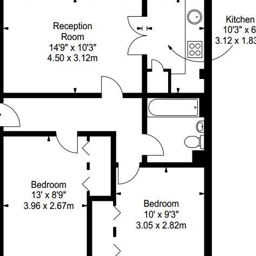 Reception
Room
14'9" x 10'3"
4.50 x 3.12m
Kitchen
10'3" x 6
3.12 x 1.83
Bedroom
13' x 8'9"
3.96 x 2.67m
Bedroom
10' x 9'3"
3.05 x 2.82m